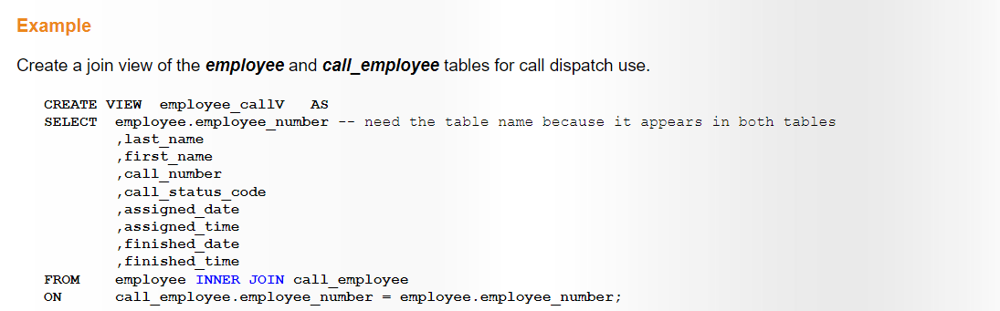 Example
Create a join view of the employee and call_employee tables for call dispatch use.
CREATE VIEW employee_callV AS
SELECT employee.employee_number -- need the table name because it appears in both tables
,last_name
,first_name
,call_number
,call_status_code
,assigned_date
,assigned_time
,finished_date
,finished_time
FROM employee INNER JOIN call_employee
ON call_employee.employee_number = employee.employee_number;